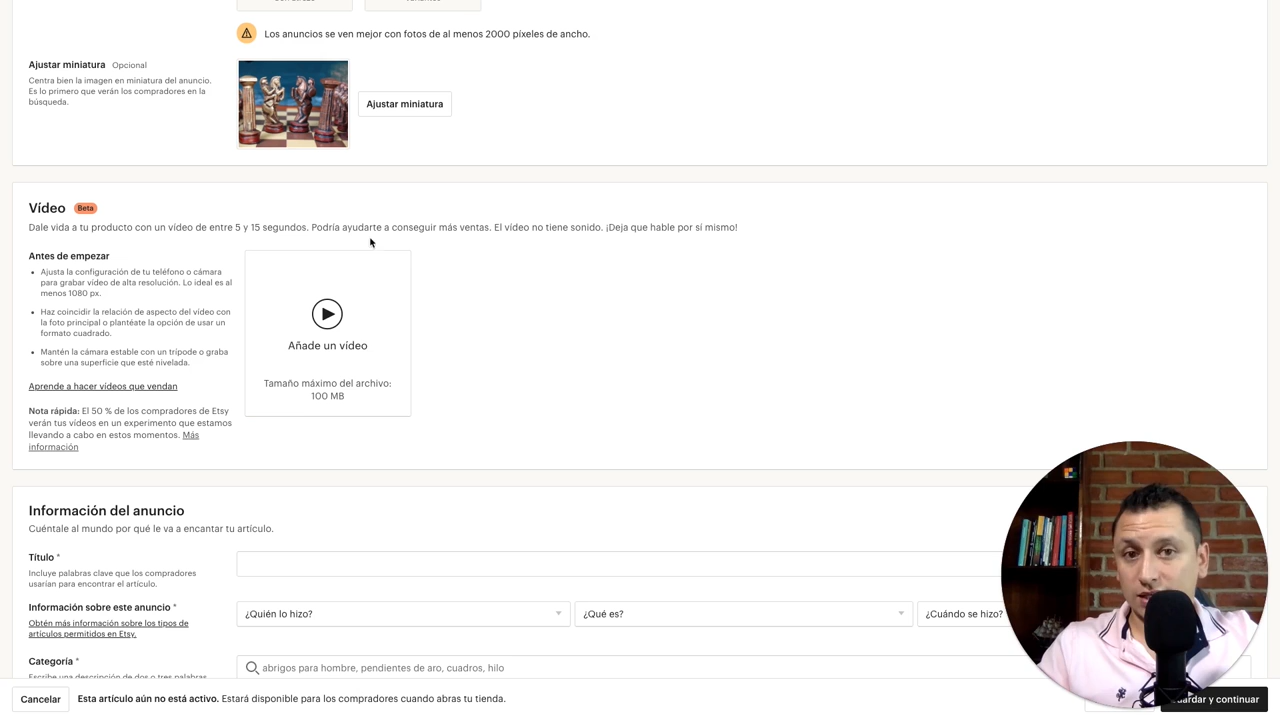 Los anuncios se ven mejor con fotos de al menos 2000 píxeles de ancho.
Ajustar miniatura Opcional
Centra bien la imagen en miniatura del anuncio.
Es lo primero que verán los compradores en la
búsqueda.
Ajustar miniatura
Vídeo Beta
Dale vida a tu producto con un vídeo de entre 5 y 15 segundos. Podría ayudarte a conseguir más ventas. El vídeo no tiene sonido. ¡Deja que hable por sí mismo!
Antes de empezar
Ajusta la configuración de tu teléfono o cámara
para grabar vídeo de alta resolución. Lo ideal es al
menos 1080 px.
Haz coincidir la relación de aspecto del vídeo con
la foto principal o plantéate la opción de usar un
formato cuadrado.
Mantén la cámara estable con un trípode o graba
sobre una superficie que esté nivelada.
Aprende a hacer vídeos que vendan
Nota rápida: El 50 % de los compradores de Etsy
verán tus vídeos en un experimento que estamos
llevando a cabo en estos momentos. Más
información
Añade un vídeo
Tamaño máximo del archivo:
100 MB
Información del anuncio
Cuéntale al mundo por qué le va a encantar tu artículo.
Título *
Incluye palabras clave que los compradores
usarían para encontrar el artículo.
Información sobre este anuncio *
Obtén más información sobre los tipos de
artículos permitidos en Etsy.
¿Quién lo hizo?
¿Qué es?
¿Cuándo se hizo?
Categoría *
Escribe una descripción de dos o tres palabras
abrigos para hombre, pendientes de aro, cuadros, hilo
Cancelar
Esta artículo aún no está activo. Estará disponible para los compradores cuando abras tu tienda.
y continuar